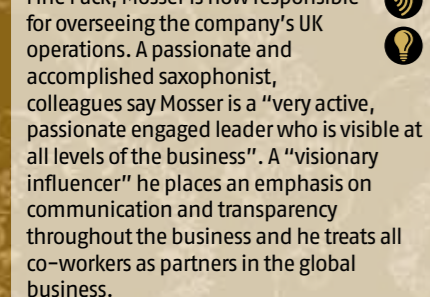 Fine Pack, Mosser is now responsible
for overseeing the company's UK
operations. A passionate and
accomplished saxophonist,
colleagues say Mosser is a "very active,
passionate engaged leader who is visible at
all levels of the business". A "visionary
influencer" he places an emphasis on
communication and transparency
throughout the business and he treats all
co-workers as partners in the global
business.